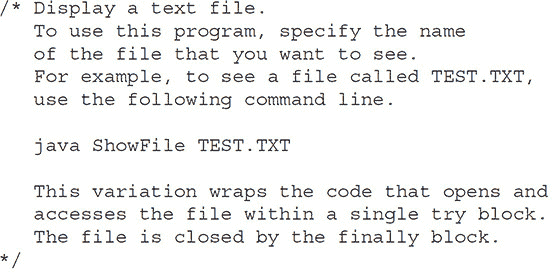 /* Display a text file.
   To use this program, specify the name
   of the file that you want to see.
   For example, to see a file called TEST.TXT,
   use the following command line.

   java ShowFile TEST.TXT

   This variation wraps the code that opens and
   accesses the file within a single try block.
   The file is closed by the finally block.
*/